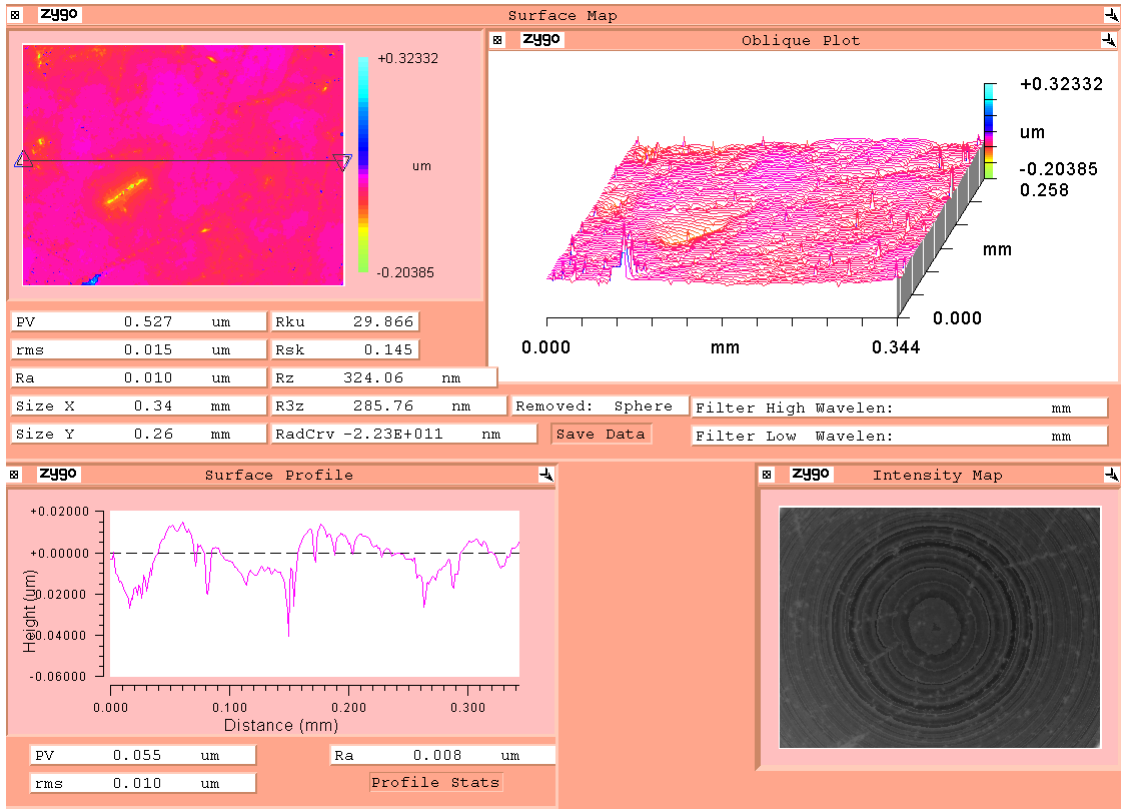 zygo Surface Map
+0.32332
um
-0.20385
zygo Oblique Plot
+0.32332
um
-0.20385
0.258
mm
0.000
0.000 mm 0.344
PV 0.527 um
rms 0.015 um
Ra 0.010 um
Size X 0.34 mm
Size Y 0.26 mm
Rku 29.866
Rsk 0.145
Rz 324.06 nm
R3z 285.76 nm
RadCrv -2.23E+011 nm
Removed: Sphere
Save Data
Filter High Wavelen: mm
Filter Low Wavelen: mm
zygo Surface Profile
+0.02000
+0.00000
-0.02000
-0.04000
-0.06000
Height (um)
0.000 0.100 0.200 0.300
Distance (mm)
PV 0.055 um
rms 0.010 um
Ra 0.008 um
Profile Stats
zygo Intensity Map